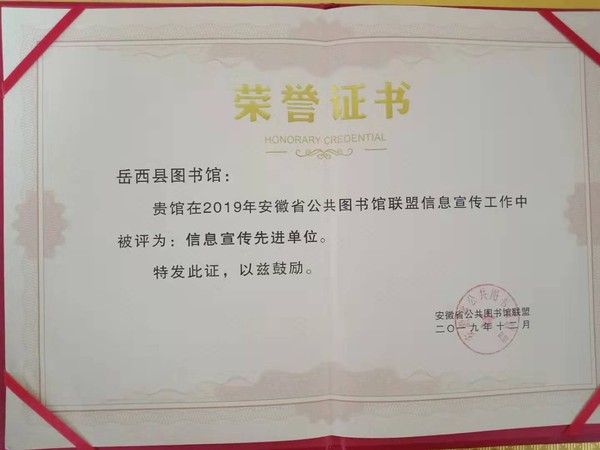 荣誉证书
HONORARY CREDENTIAL
岳西县图书馆：
贵馆在2019年安徽省公共图书馆联盟信息宣传工作中
被评为：信息宣传先进单位。
特发此证，以兹鼓励。
安徽省公共图书馆联盟
二〇一九年十二月